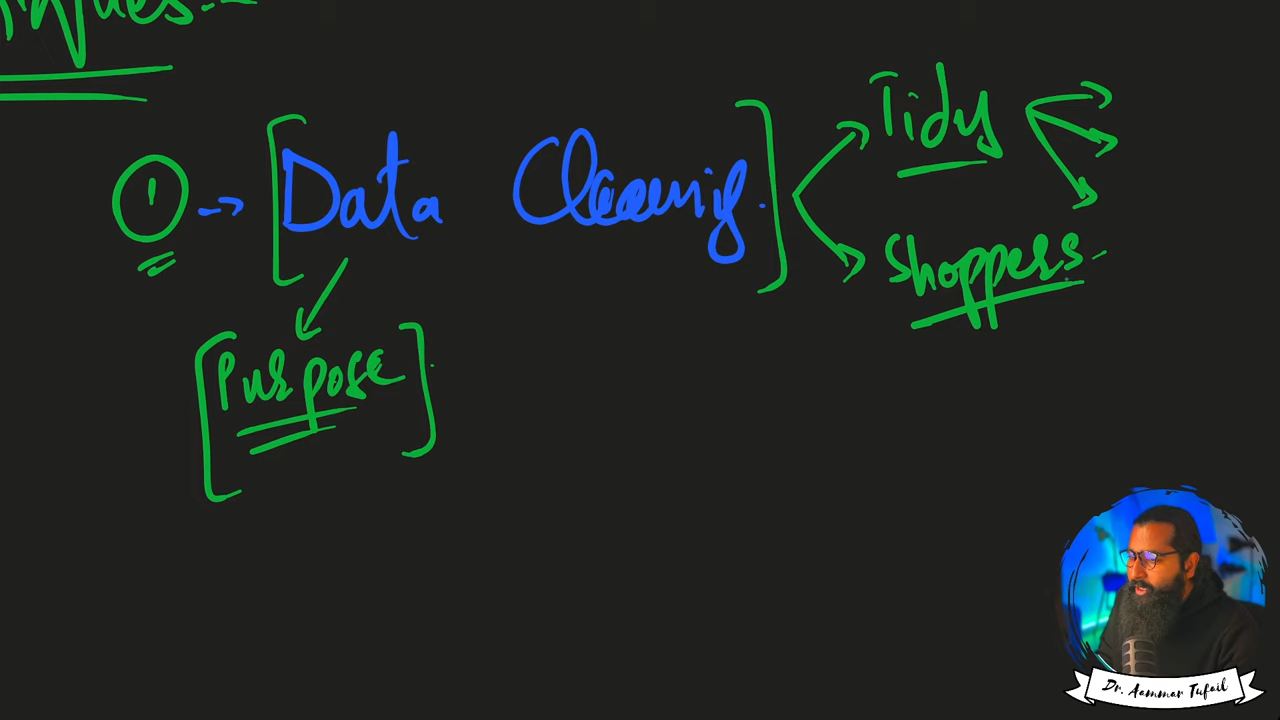 ① → [Data Cleaning.]
Tidy
Shoppers
[Purpose].
Dr. Aammar Tufail